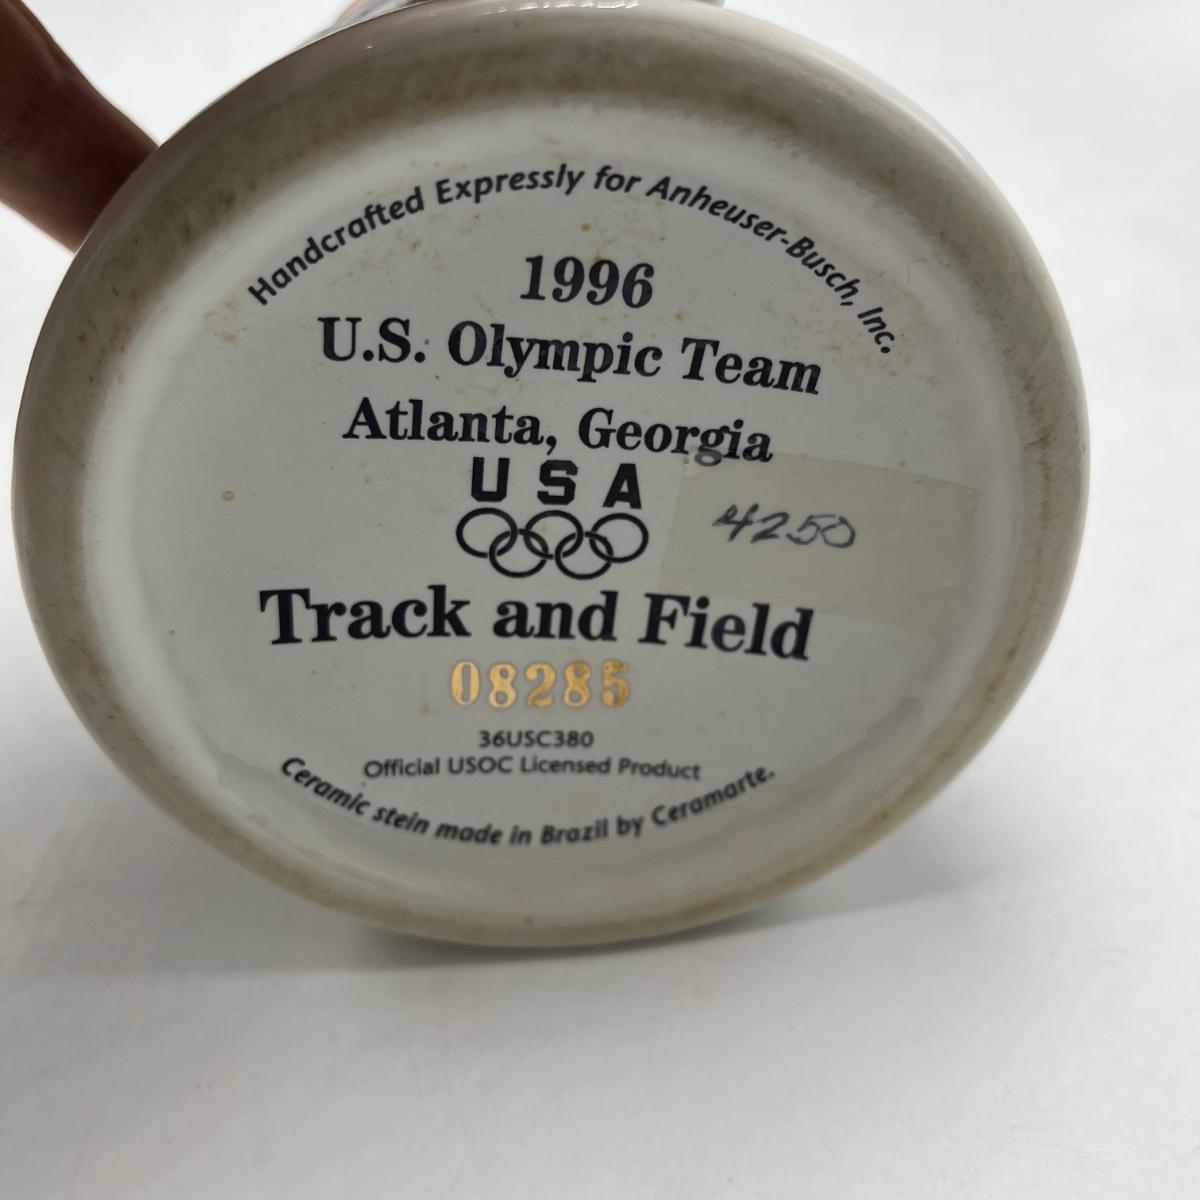 Handcrafted Expressly for Anheuser-Busch, Inc.
1996
U.S. Olympic Team
Atlanta, Georgia
USA
4250
Track and Field
08285
36USC380
Official USOC Licensed Product
Ceramic stein made in Brazil by Ceramarte.